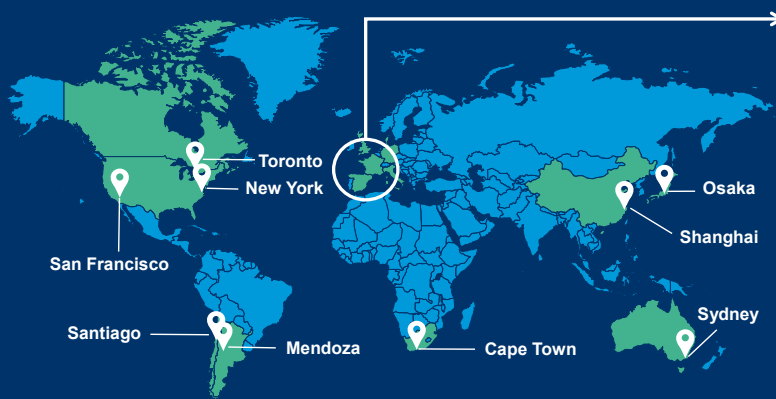 Toronto
New York
Osaka
Shanghai
San Francisco
Sydney
Santiago
Mendoza
Cape Town